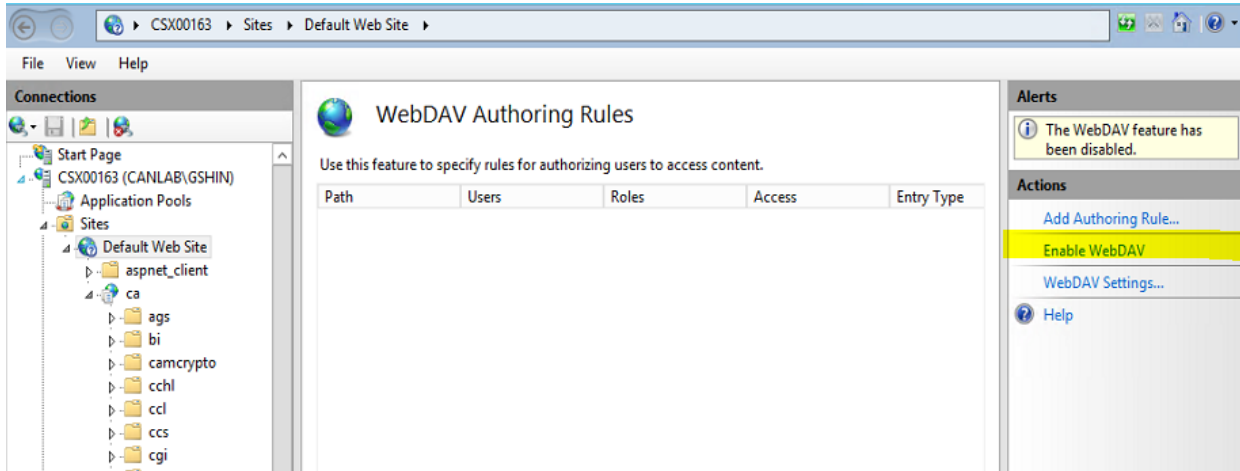 CSX00163 Sites Default Web Site
File View Help
Connections
Start Page
CSX00163 (CANLAB\GSHIN)
Application Pools
Sites
Default Web Site
aspnet_client
ca
ags
bi
camcrypto
cchl
ccl
ccs
cgi
WebDAV Authoring Rules
Use this feature to specify rules for authorizing users to access content.
Path Users Roles Access Entry Type
Alerts
The WebDAV feature has
been disabled.
Actions
Add Authoring Rule...
Enable WebDAV
WebDAV Settings...
Help